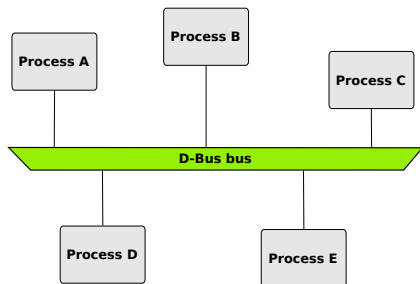 Process A
Process B
Process C
D-Bus bus
Process D
Process E